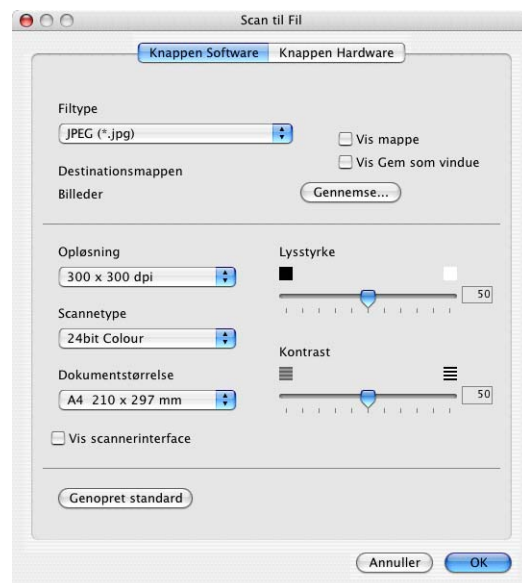 Scan til Fil
Knappen Software Knappen Hardware
Filtype
JPEG (*.jpg)
Vis mappe
Vis Gem som vindue
Destinationsmappen
Billeder
Gennemse...
Opløsning
300 x 300 dpi
Scannetype
24bit Colour
Dokumentstørrelse
A4 210 x 297 mm
Vis scannerinterface
Lysstyrke
50
Kontrast
50
Genopret standard
Annuller OK